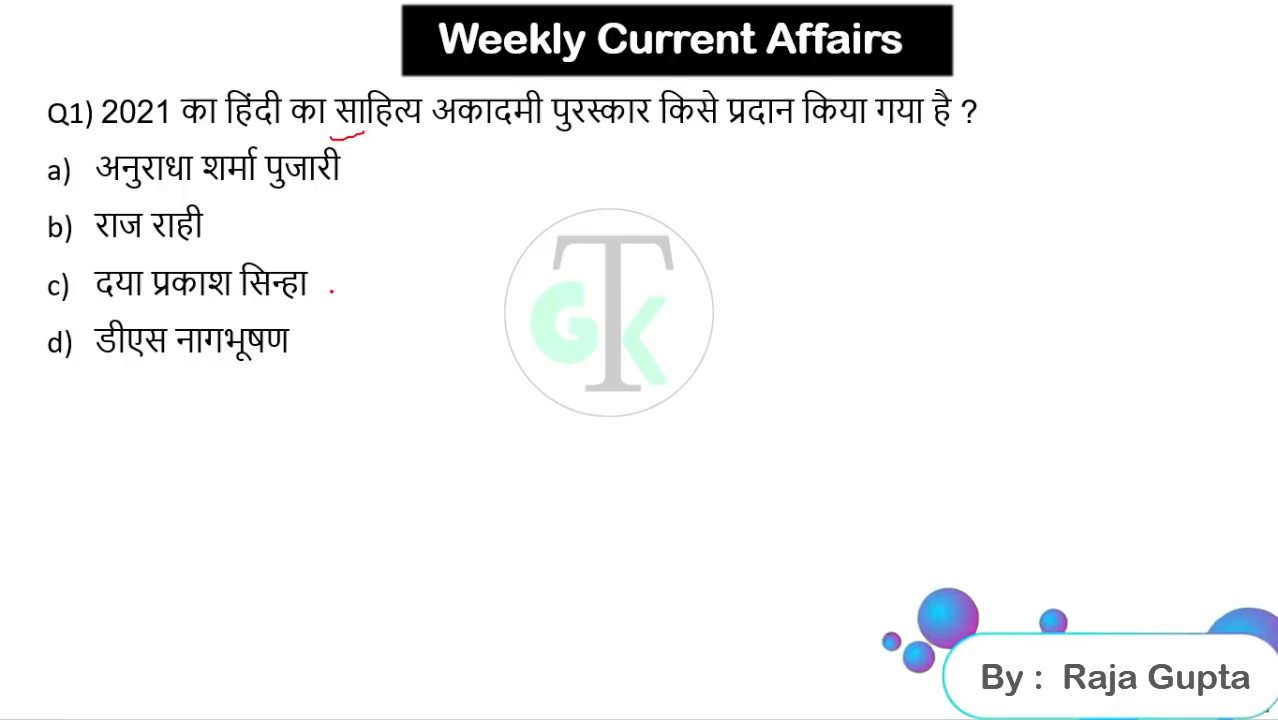 Weekly Current Affairs
Q1) 2021 का हिंदी का साहित्य अकादमी पुरस्कार किसे प्रदान किया गया है ?
a) अनुराधा शर्मा पुजारी
b) राज राही
c) दया प्रकाश सिन्हा
d) डीएस नागभूषण
GTK
By : Raja Gupta